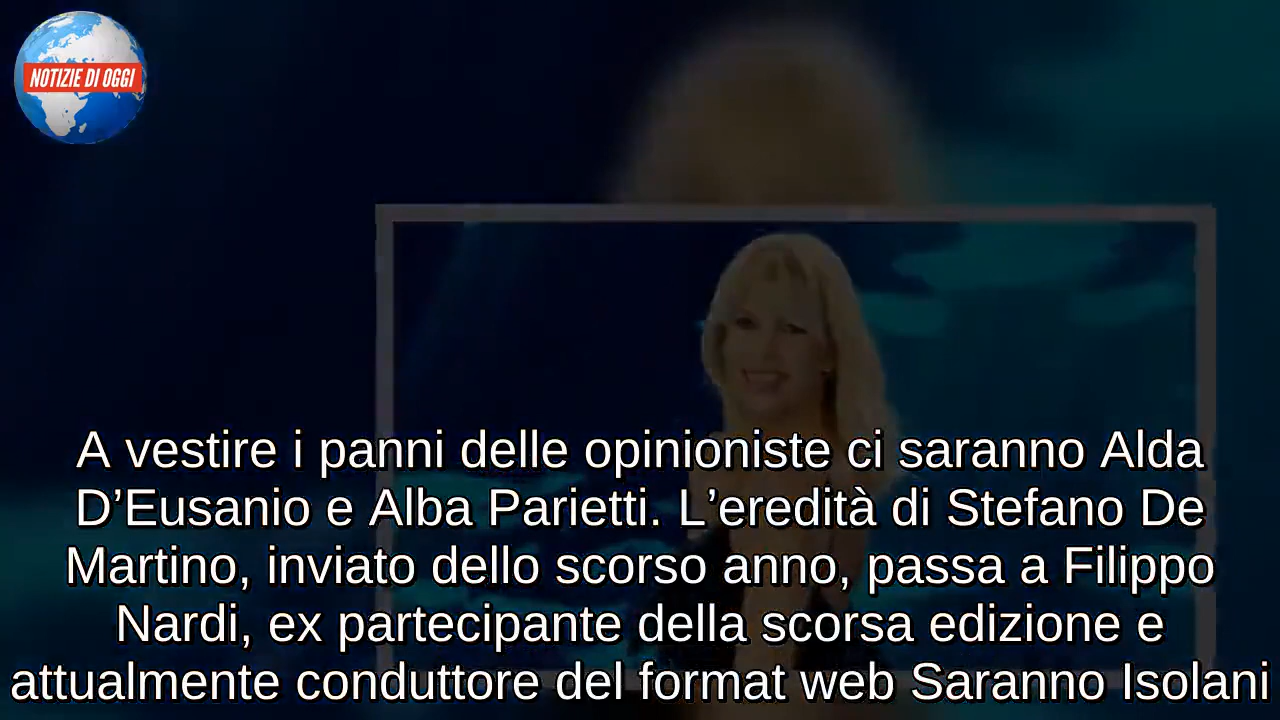 NOTIZIE DI OGGI
A vestire i panni delle opinioniste ci saranno Alda
D’Eusanio e Alba Parietti. L’eredità di Stefano De
Martino, inviato dello scorso anno, passa a Filippo
Nardi, ex partecipante della scorsa edizione e
attualmente conduttore del format web Saranno Isolani